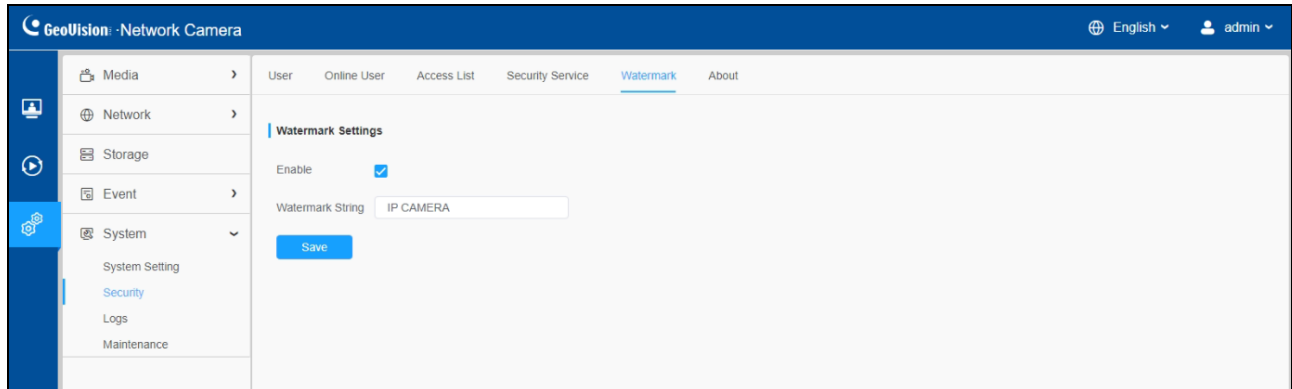 GeoVision Network Camera
English
admin
Media
Network
Storage
Event
System
System Setting
Security
Logs
Maintenance
User Online User Access List Security Service Watermark About
Watermark Settings
Enable
Watermark String IP CAMERA
Save